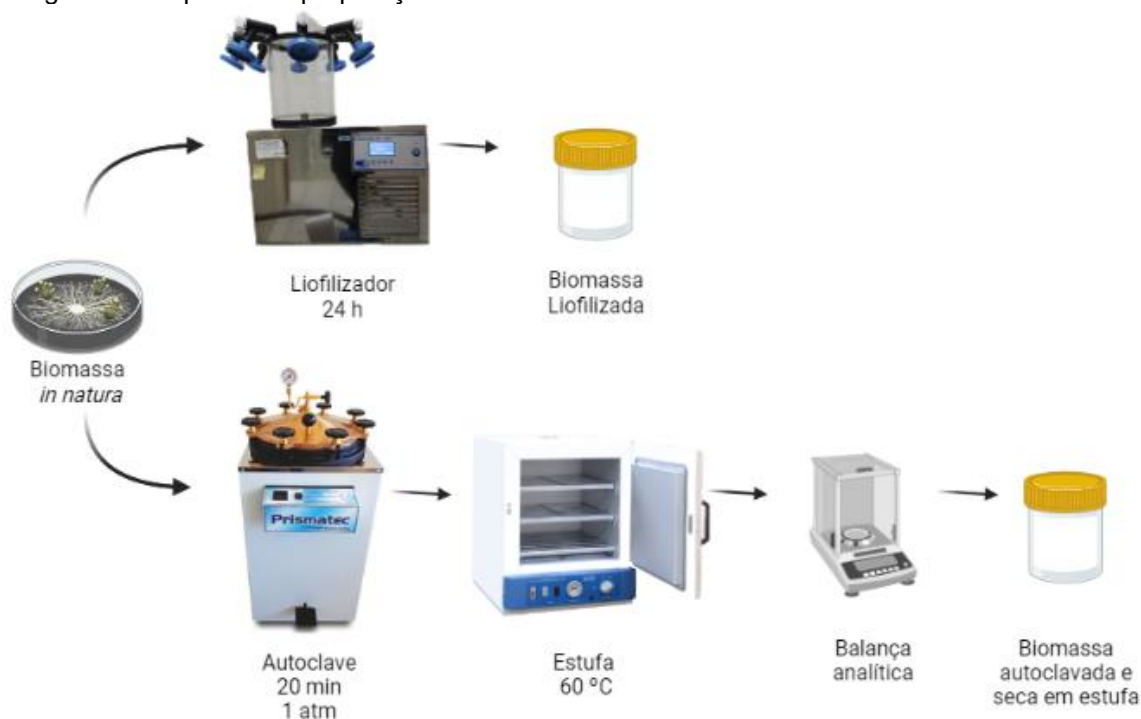 Liofilizador
24 h
Biomassa
Liofilizada
Biomassa
in natura
Prismatec
Autoclave
20 min
1 atm
Estufa
60 ºC
Balança
analítica
Biomassa
autoclavada e
seca em estufa